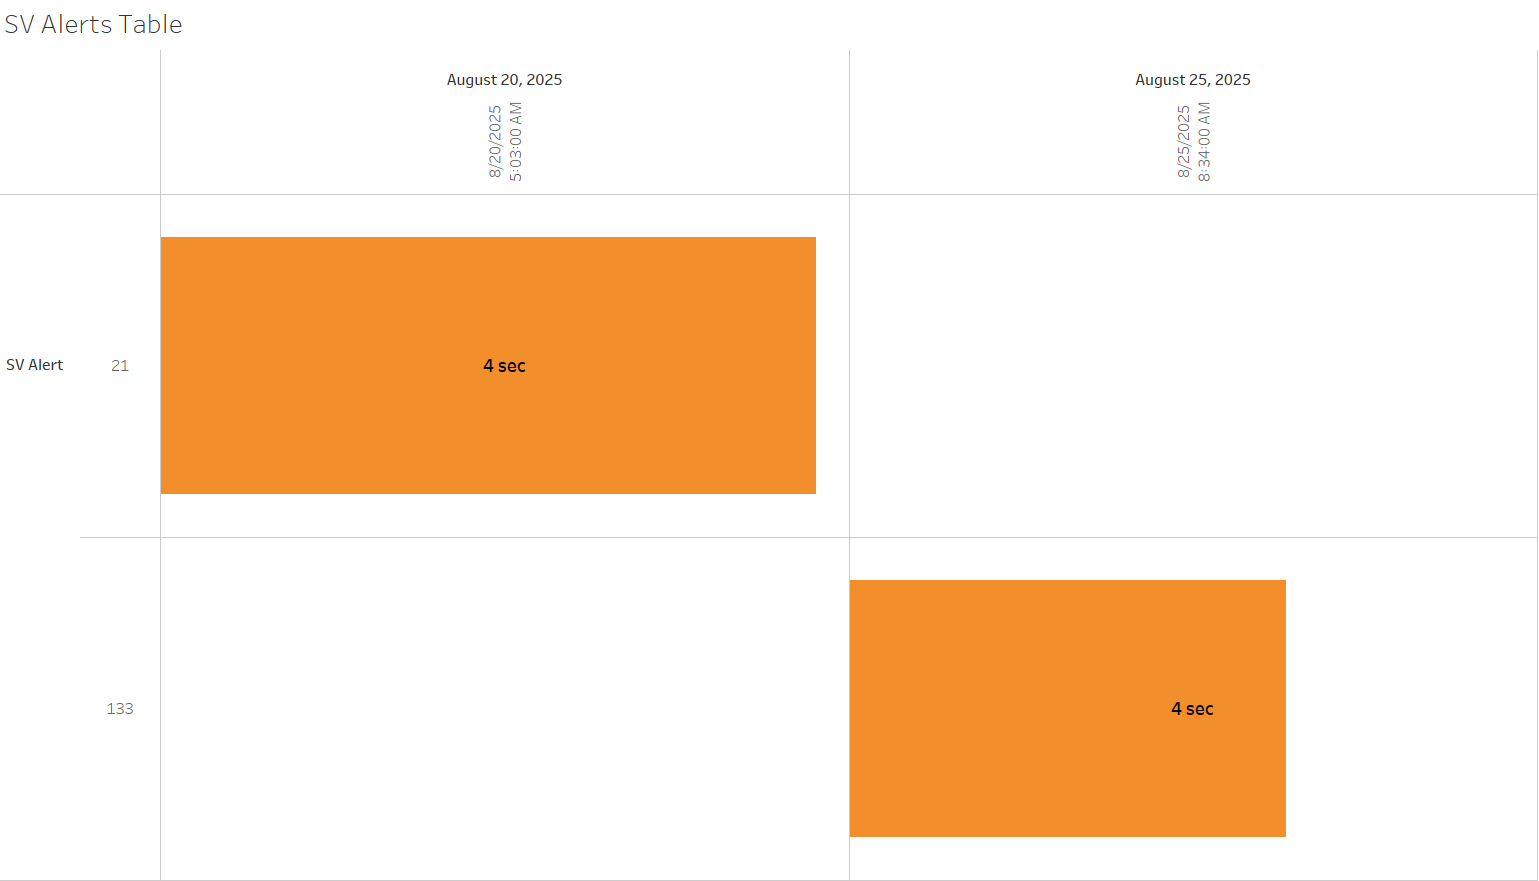 SV Alerts Table
August 20, 2025
August 25, 2025
8/20/2025
5:03:00 AM
8/25/2025
8:34:00 AM
SV Alert
21
4 sec
133
4 sec